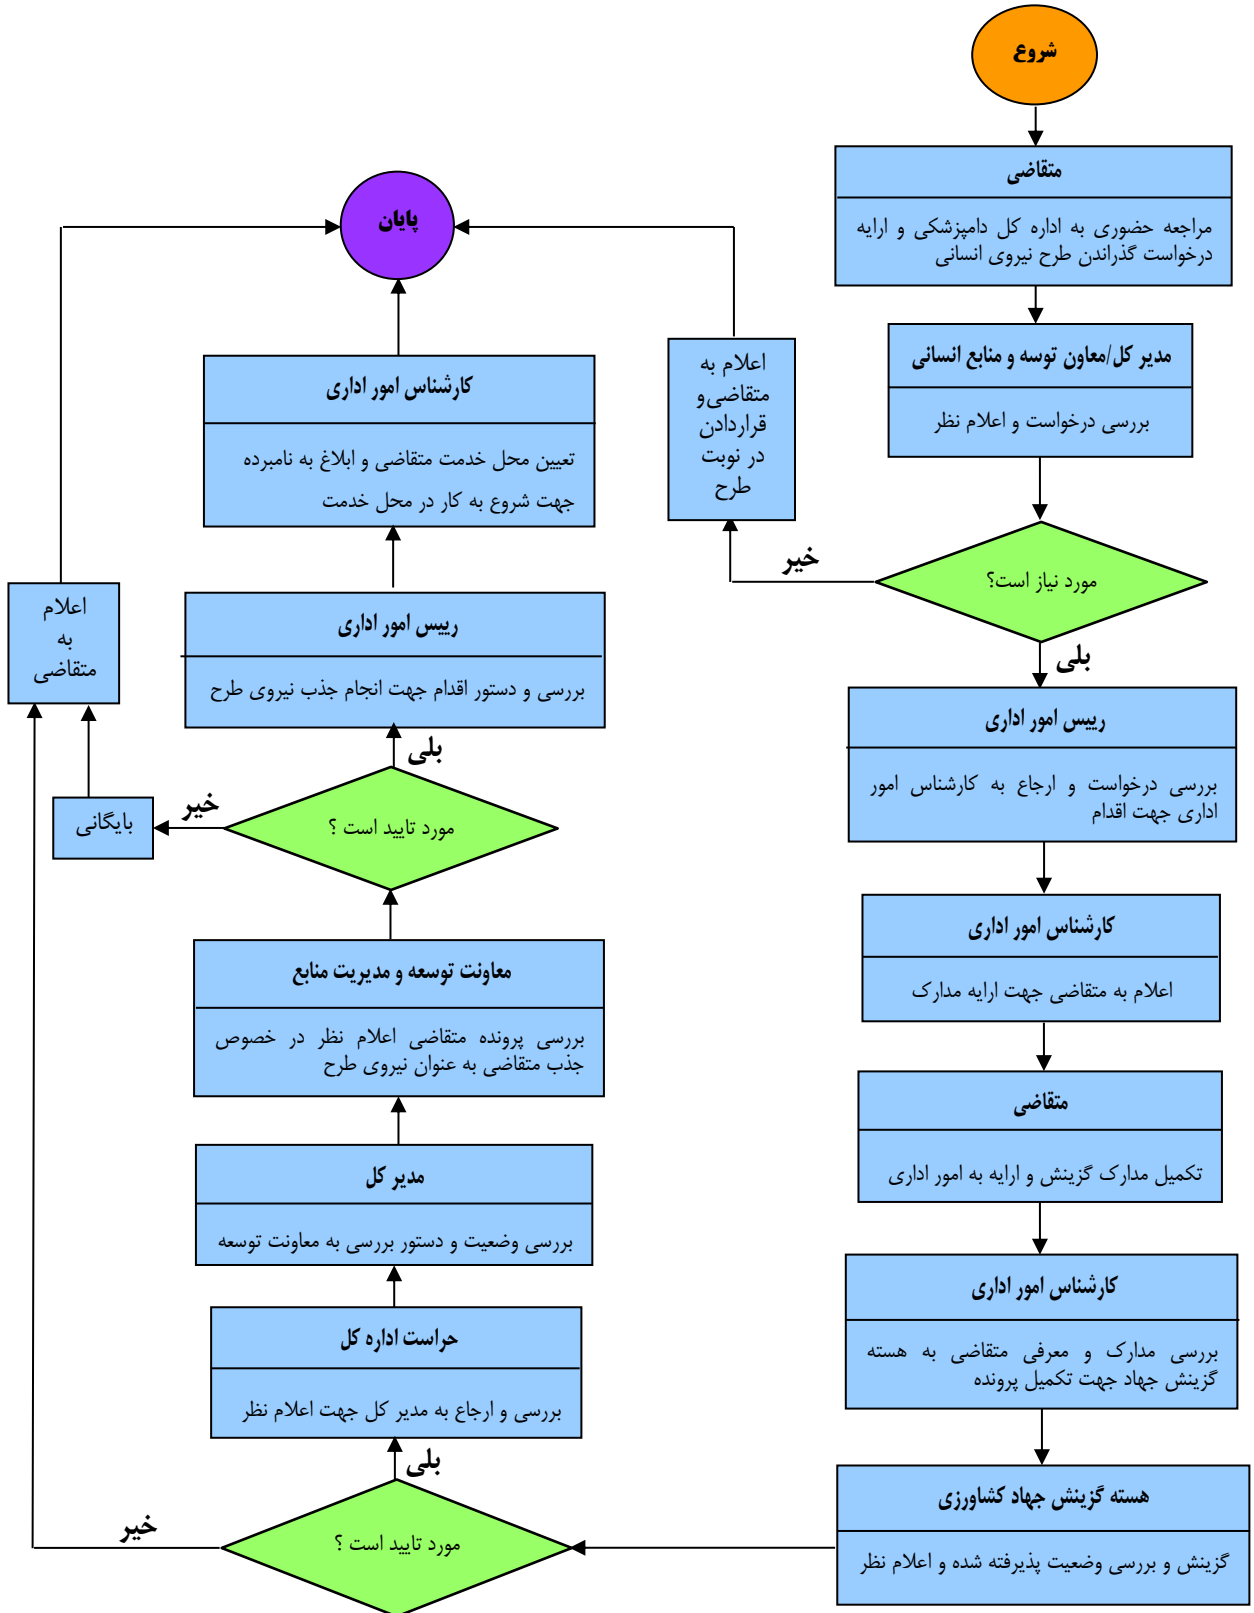 شروع
متقاضی
مراجعه حضوری به اداره کل دامپزشکی و ارایه
درخواست گذراندن طرح نیروی انسانی
مدیر کل/معاون توسه و منابع انسانی
بررسی درخواست و اعلام نظر
مورد نیاز است؟
خیر
اعلام به
متقاضی‌و
قراردادن
در نوبت
طرح
بلی
رییس امور اداری
بررسی درخواست و ارجاع به کارشناس امور
اداری جهت اقدام
کارشناس امور اداری
اعلام به متقاضی جهت ارایه مدارک
متقاضی
تکمیل مدارک گزینش و ارایه به امور اداری
کارشناس امور اداری
بررسی مدارک و معرفی متقاضی به هسته
گزینش جهاد جهت تکمیل پرونده
هسته گزینش جهاد کشاورزی
گزینش و بررسی وضعیت پذیرفته شده و اعلام نظر
مورد تایید است ؟
خیر
بلی
حراست اداره کل
بررسی و ارجاع به مدیر کل جهت اعلام نظر
مدیر کل
بررسی وضعیت و دستور بررسی به معاونت توسعه
معاونت توسعه و مدیریت منابع
بررسی پرونده متقاضی اعلام نظر در خصوص
جذب متقاضی به عنوان نیروی طرح
مورد تایید است ؟
خیر
بایگانی
اعلام
به
متقاضی
بلی
رییس امور اداری
بررسی و دستور اقدام جهت انجام جذب نیروی طرح
کارشناس امور اداری
تعیین محل خدمت متقاضی و ابلاغ به نامبرده
جهت شروع به کار در محل خدمت
پایان